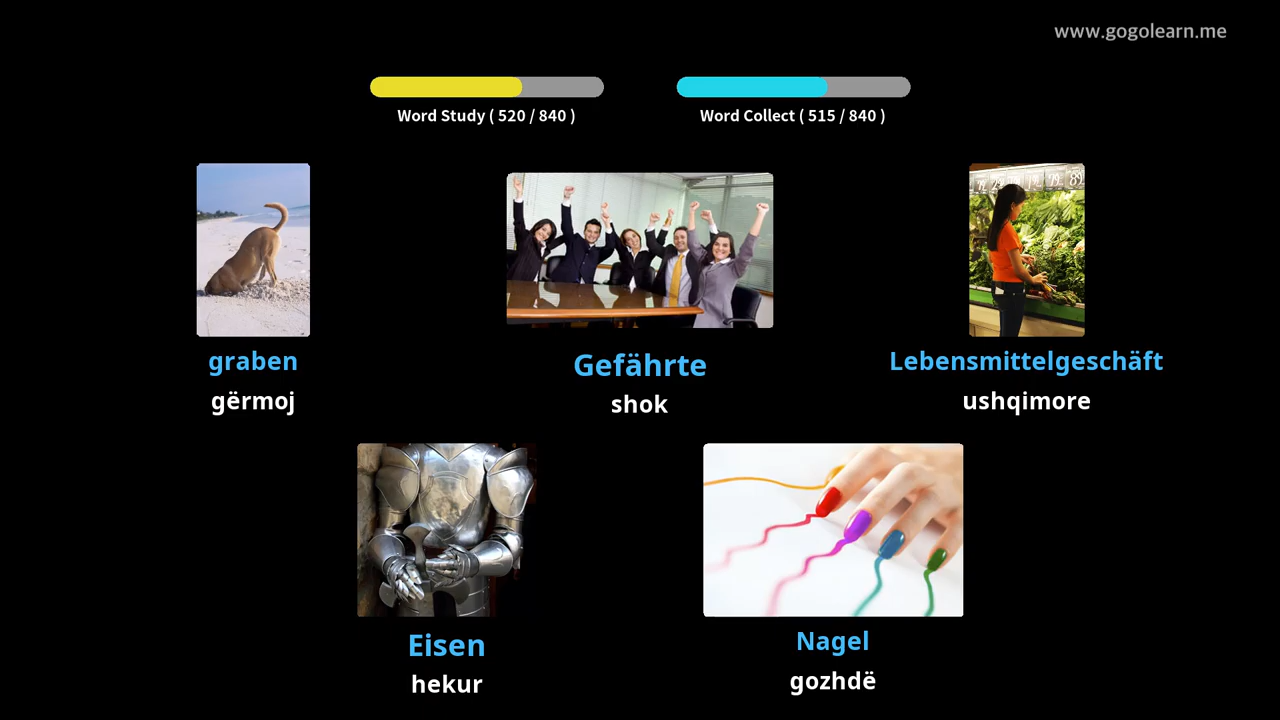 www.gogolearn.me
Word Study ( 520 / 840 )
Word Collect ( 515 / 840 )
graben
gërmoj
Gefährte
shok
Lebensmittelgeschäft
ushqimore
Eisen
hekur
Nagel
gozhdë